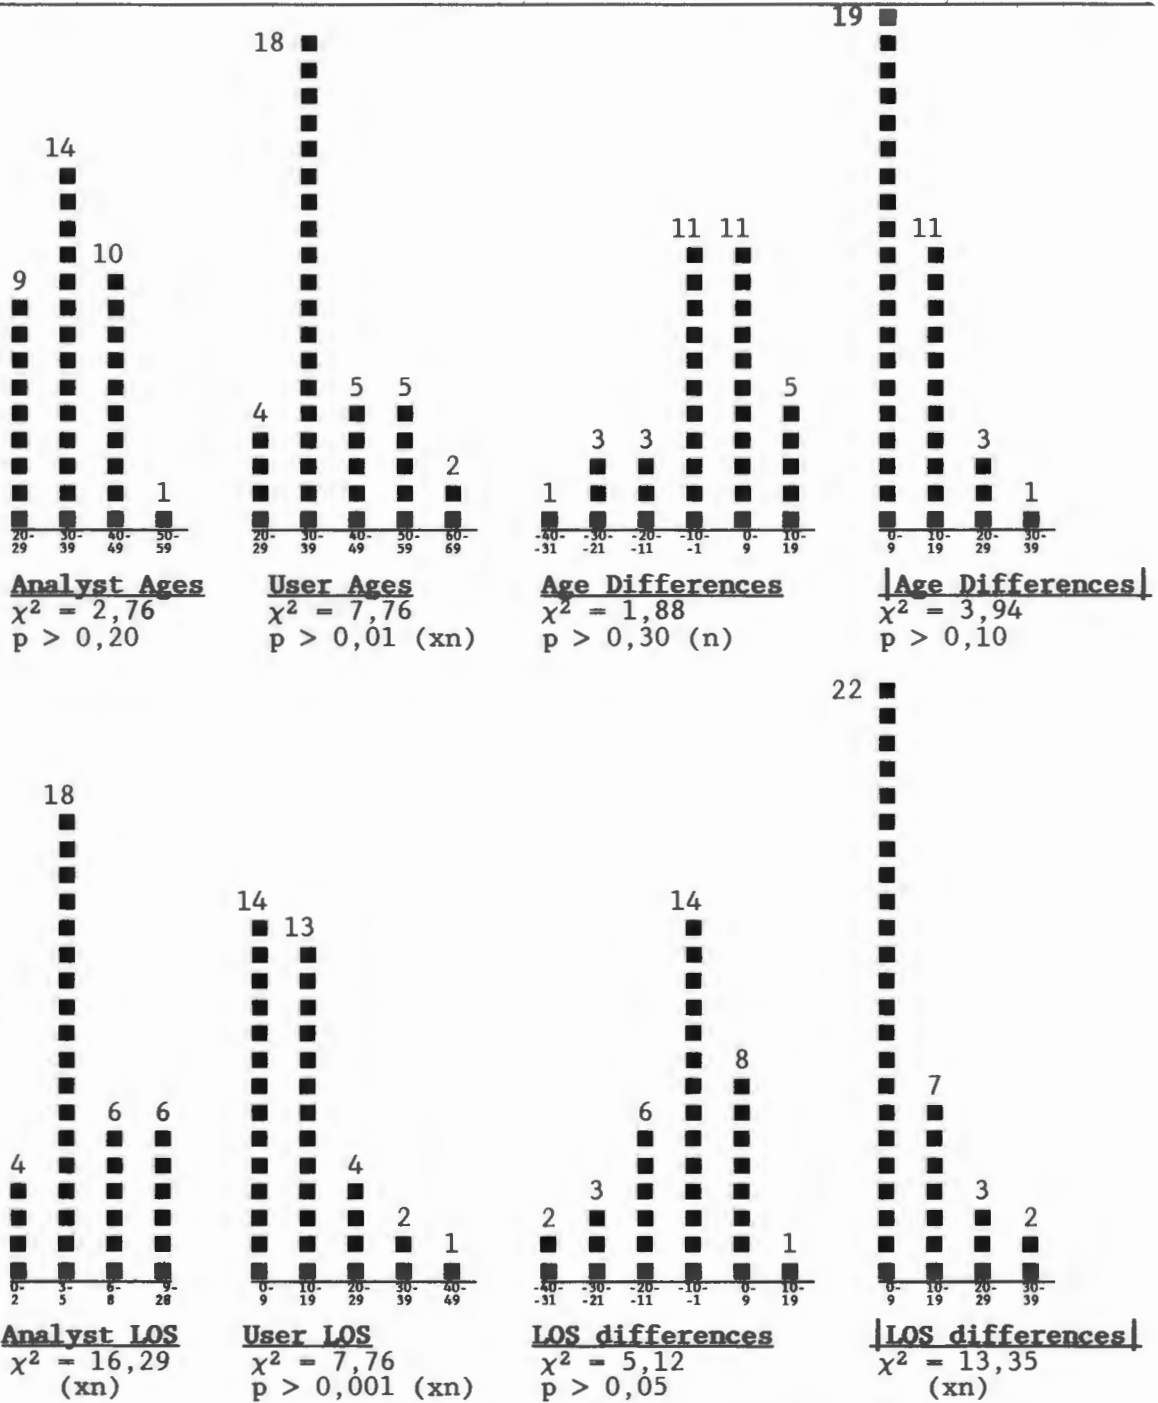 19
18
14
11 11
11
10
9
5 5
5
4
3 3
3
2
1
1
1
20- 30- 40- 50-
29 39 49 59
20- 30- 40- 50- 60-
29 39 49 59 69
-40- -30- -20- -10- 0- 10-
-31 -21 -11 -1 9 19
0- 10- 20- 30-
9 19 29 39
Analyst Ages
χ² = 2,76
p > 0,20
User Ages
χ² = 7,76
p > 0,01 (xn)
Age Differences
χ² = 1,88
p > 0,30 (n)
|Age Differences|
χ² = 3,94
p > 0,10
22
18
14
13
14
8
7
6 6
6
4
4
3
3
2
2
2
1
1
0- 3- 6- 9-
2 5 8 28
0- 10- 20- 30- 40-
9 19 29 39 49
-40- -30- -20- -10- 0- 10-
-31 -21 -11 -1 9 19
0- 10- 20- 30-
9 19 29 39
Analyst LOS
χ² = 16,29
(xn)
User LOS
χ² = 7,76
p > 0,001 (xn)
LOS differences
χ² = 5,12
p > 0,05
|LOS differences|
χ² = 13,35
(xn)